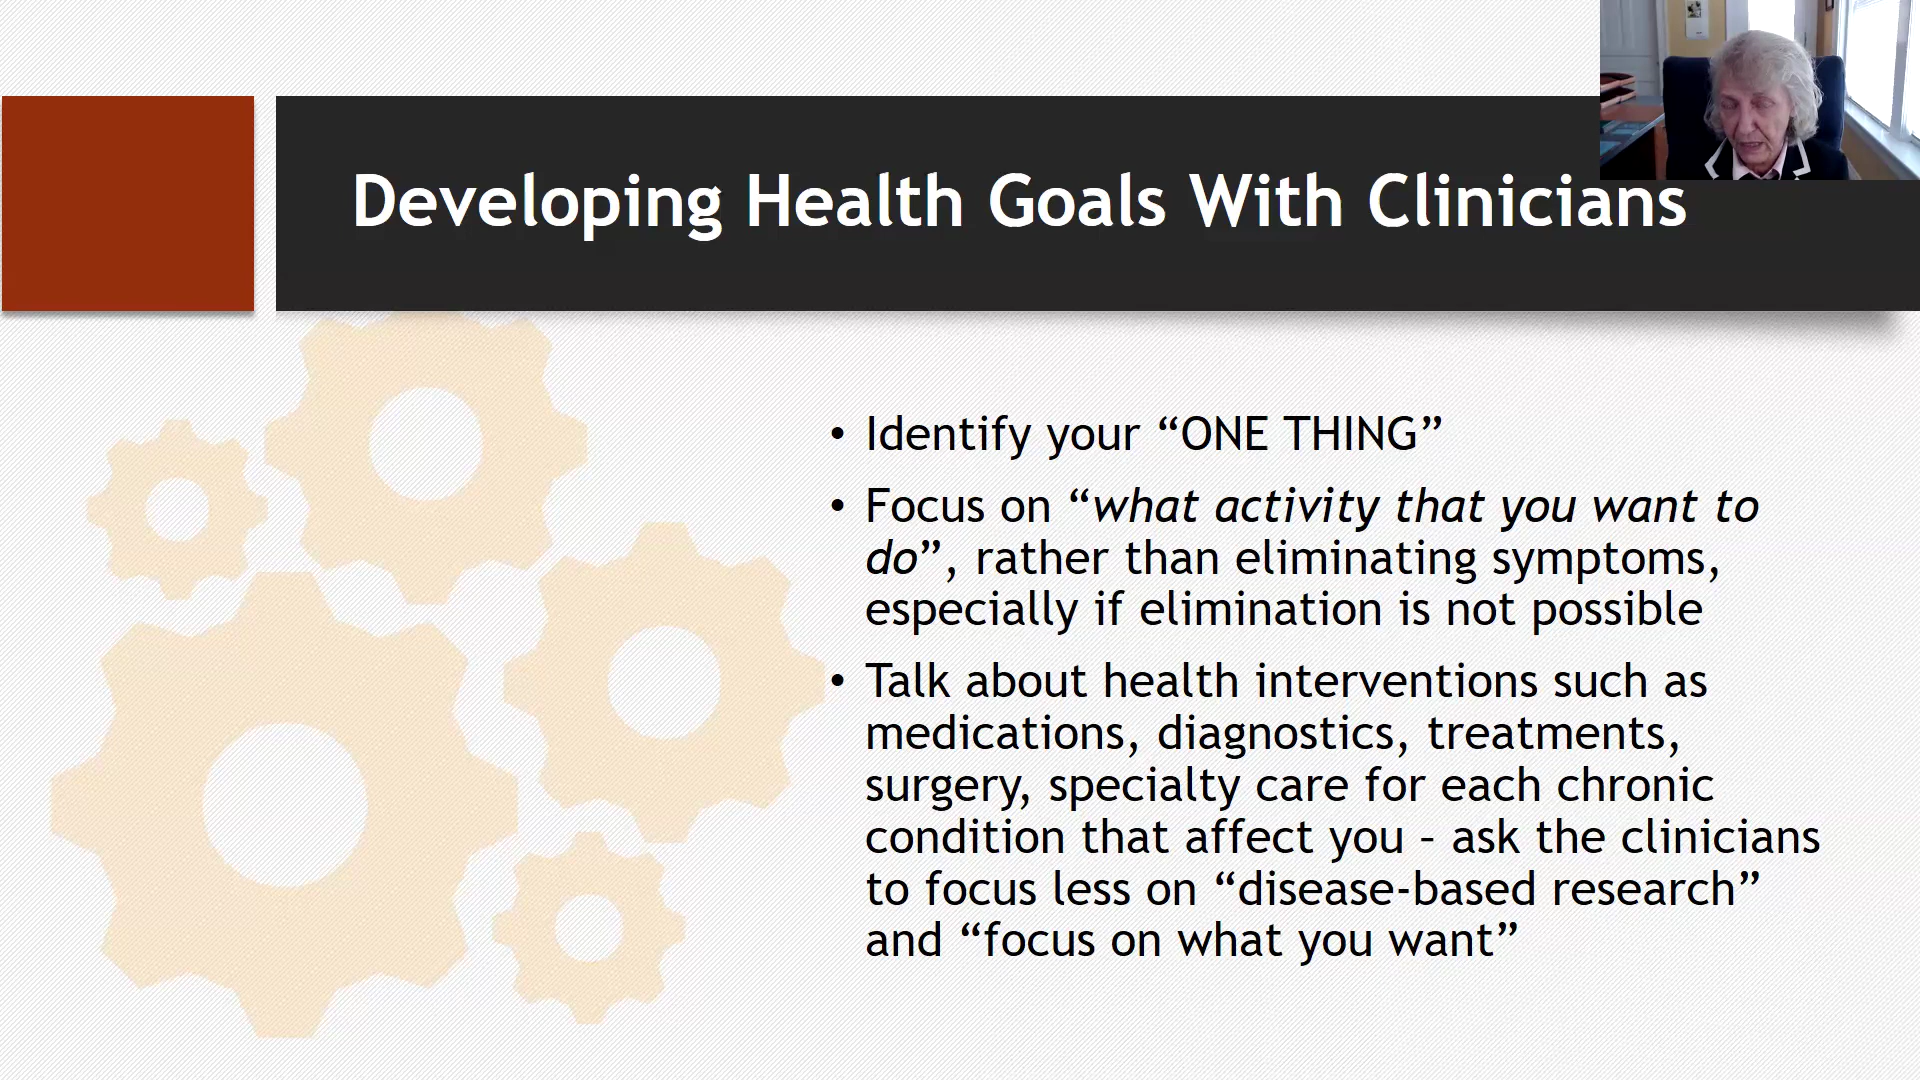 Developing Health Goals With Clinicians
• Identify your “ONE THING”
• Focus on “what activity that you want to
do”, rather than eliminating symptoms,
especially if elimination is not possible
• Talk about health interventions such as
medications, diagnostics, treatments,
surgery, specialty care for each chronic
condition that affect you – ask the clinicians
to focus less on “disease-based research”
and “focus on what you want”